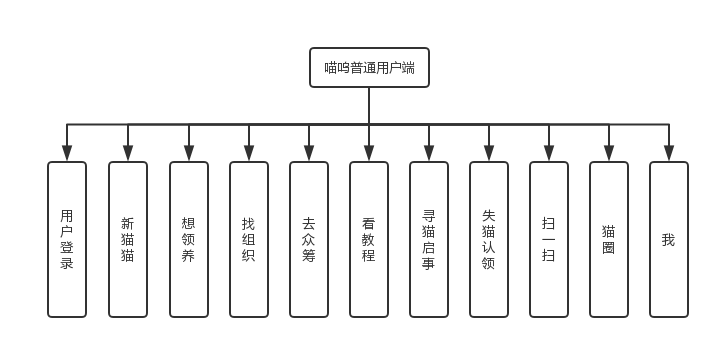 喵呜普通用户端
用户登录
新猫猫
想领养
找组织
去众筹
看教程
寻猫启事
失猫认领
扫一扫
猫圈
我